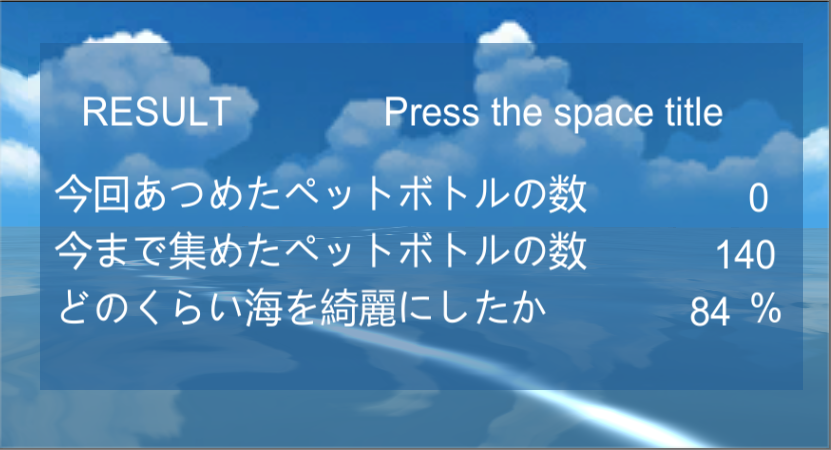 RESULT Press the space title
今回あつめたペットボトルの数 0
今まで集めたペットボトルの数 140
どのくらい海を綺麗にしたか 84 %